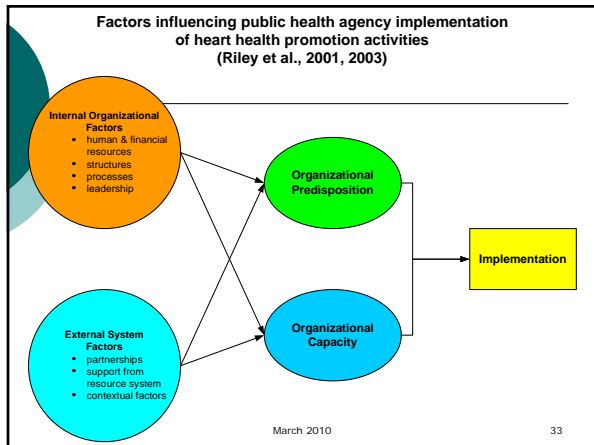 Factors influencing public health agency implementation
of heart health promotion activities
(Riley et al., 2001, 2003)
Internal Organizational
Factors
• human & financial
resources
• structures
• processes
• leadership
Organizational
Predisposition
Implementation
External System
Factors
• partnerships
• support from
resource system
• contextual factors
Organizational
Capacity
March 2010
33